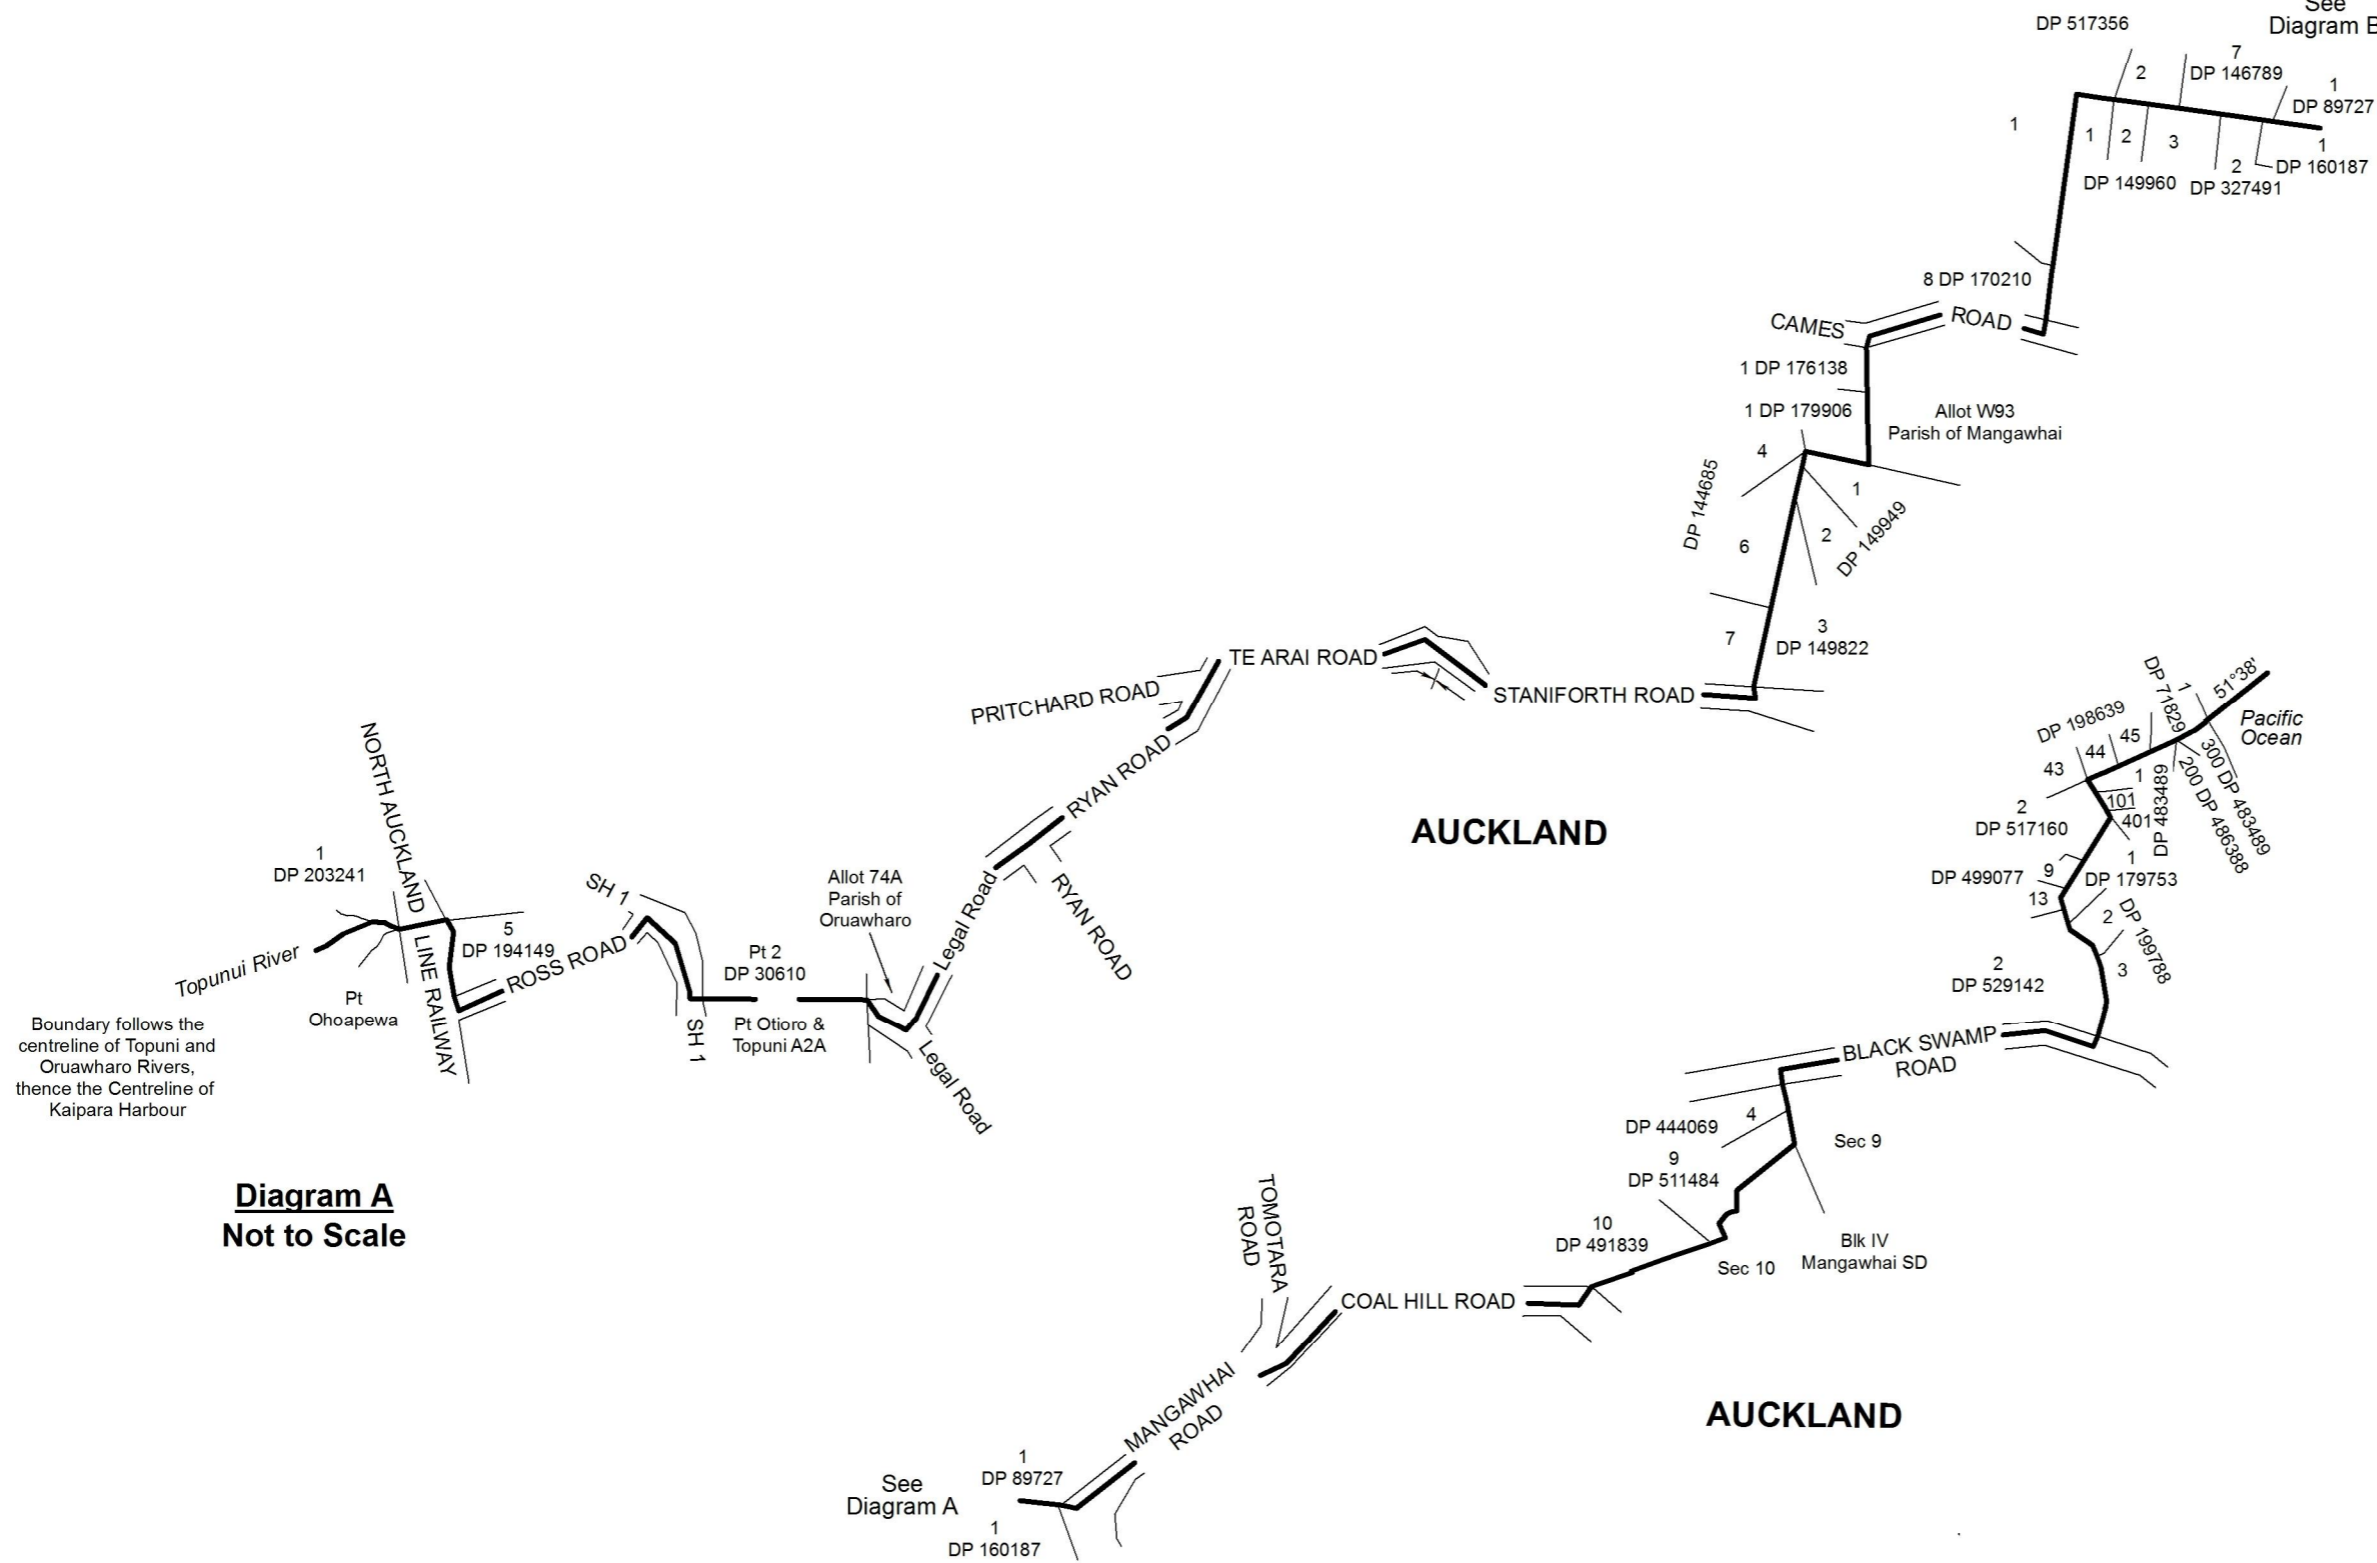 See
Diagram B
DP 517356
2
7
DP 146789
1
DP 89727
1
1
2
3
DP 149960
2
DP 327491
1
DP 160187
8 DP 170210
CAMES
ROAD
1 DP 176138
1 DP 179906
Allot W93
Parish of Mangawhai
4
DP 144685
6
7
1
2
DP 149949
3
DP 149822
TE ARAI ROAD
STANIFORTH ROAD
PRITCHARD ROAD
RYAN ROAD
RYAN ROAD
AUCKLAND
NORTH AUCKLAND
LINE RAILWAY
1
DP 203241
Topunui River
Pt
Ohoapewa
5
DP 194149
ROSS ROAD
SH 1
SH 1
Pt 2
DP 30610
Pt Otioro &
Topuni A2A
Allot 74A
Parish of
Oruawharo
Legal Road
Legal Road
Boundary follows the
centreline of Topuni and
Oruawharo Rivers,
thence the Centreline of
Kaipara Harbour
Diagram A
Not to Scale
51°38'
Pacific
Ocean
1
DP 71829
DP 198639
45
44
43
1
101
401
DP 483489
300 DP 483489
200 DP 486388
2
DP 517160
1
DP 179753
9
DP 499077
13
2
DP 199788
3
2
DP 529142
BLACK SWAMP
ROAD
4
DP 444069
Sec 9
9
DP 511484
10
DP 491839
Sec 10
Blk IV
Mangawhai SD
TOMOTARA
ROAD
COAL HILL ROAD
MANGAWHAI
ROAD
AUCKLAND
See
Diagram A
1
DP 89727
1
DP 160187